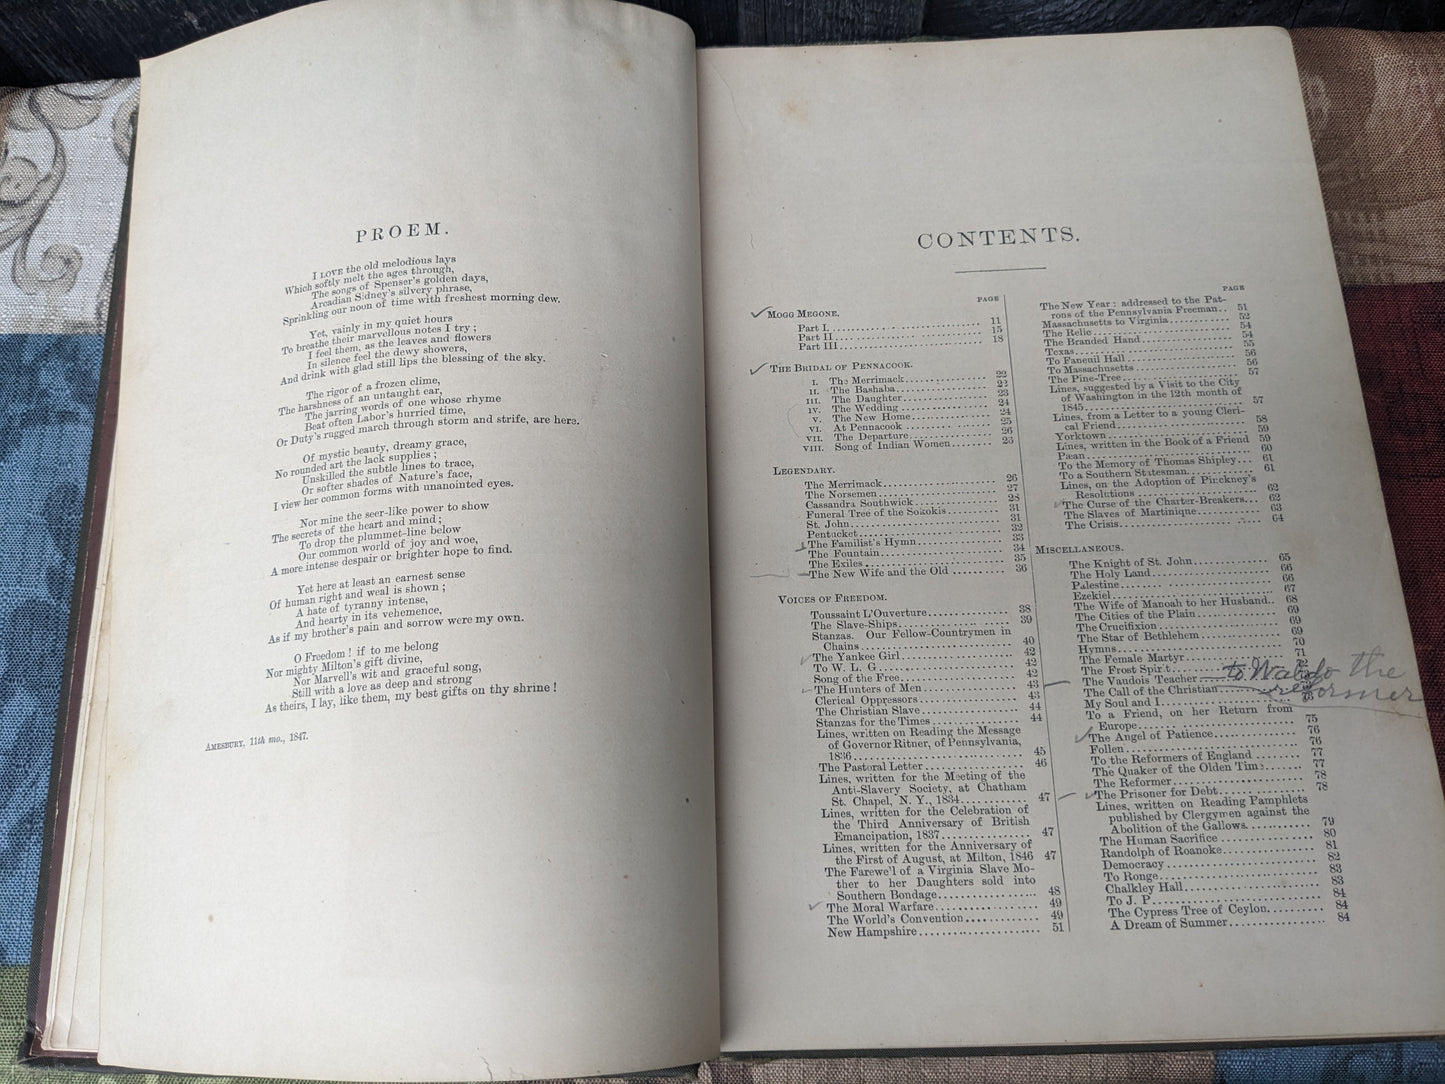 PROEM.
I LOVE the old melodious lays
Which softly melt the ages through,
The songs of Spenser's golden days,
Arcadian Sidney's silvery phrase,
Sprinkling our noon of time with freshest morning dew.
Yet, vainly in my quiet hours
To breathe their marvellous notes I try;
I feel them, as the leaves and flowers
In silence feel the dewy showers,
And drink with glad still lips the blessing of the sky.
The rigor of a frozen clime,
The harshness of an untaught ear,
The jarring words of one whose rhyme
Beat often Labor's hurried time,
Or Duty's rugged march through storm and strife, are here.
Of mystic beauty, dreamy grace,
No rounded art the lack supplies;
Unskilled the subtle lines to trace,
Or softer shades of Nature's face,
I view her common forms with unanointed eyes.
Nor mine the seer-like power to show
The secrets of the heart and mind;
To drop the plummet-line below
Our common world of joy and woe,
A more intense despair or brighter hope to find.
Yet here at least an earnest sense
Of human right and weal is shown;
A hate of tyranny intense,
And hearty in its vehemence,
As if my brother's pain and sorrow were my own.
O Freedom! if to me belong
Nor mighty Milton's gift divine,
Nor Marvell's wit and graceful song,
Still with a love as deep and strong
As theirs, I lay, like them, my best gifts on thy shrine!
AMESBURY, 11th mo., 1847.
CONTENTS.
PAGE
MOGG MEGONE.
Part I. 11
Part II 15
Part III 18
THE BRIDAL OF PENNACOOK. 22
I. The Merrimack 22
II. The Bashaba 23
III. The Daughter 24
IV. The Wedding 24
V. The New Home 25
VI. At Pennacook 26
VII. The Departure
VIII. Song of Indian Women
LEGENDARY.
The Merrimack 26
The Norsemen 27
Cassandra Southwick 28
Funeral Tree of the Sokokis 31
St. John 31
Pentucket 32
The Familist's Hymn 33
The Fountain 34
The Exiles 35
The New Wife and the Old 36
VOICES OF FREEDOM.
Toussaint L'Ouverture 38
The Slave-Ships 39
Stanzas. Our Fellow-Countrymen in
Chains 40
The Yankee Girl 42
To W. L. G 42
Song of the Free 42
The Hunters of Men 43
Clerical Oppressors 43
The Christian Slave 44
Stanzas for the Times 44
Lines, written on Reading the Message
of Governor Ritner, of Pennsylvania,
1836 45
The Pastoral Letter 46
Lines, written for the Meeting of the
Anti-Slavery Society, at Chatham
St. Chapel, N. Y., 1834 47
Lines, written for the Celebration of
the Third Anniversary of British
Emancipation, 1837 47
Lines, written for the Anniversary of
the First of August, at Milton, 1846 47
The Farewell of a Virginia Slave Mo-
ther to her Daughters sold into
Southern Bondage 48
The Moral Warfare 49
The World's Convention 49
New Hampshire 51
PAGE
The New Year: addressed to the Pat-
rons of the Pennsylvania Freeman 51
Massachusetts to Virginia 52
The Relic 54
The Branded Hand 54
Texas 55
To Faneuil Hall 56
To Massachusetts 56
The Pine-Tree 57
Lines, suggested by a Visit to the City
of Washington in the 12th month of
1845 57
Lines, from a Letter to a young Cleri-
cal Friend 58
Yorktown 59
Lines, written in the Book of a Friend 59
Pæan 60
To the Memory of Thomas Shipley 61
To a Southern Statesman 61
Lines, on the Adoption of Pinckney's
Resolutions 62
The Curse of the Charter-Breakers 62
The Slaves of Martinique 63
The Crisis 64
MISCELLANEOUS.
The Knight of St. John 65
The Holy Land 66
Palestine 66
Ezekiel 67
The Wife of Manoah to her Husband 68
The Cities of the Plain 69
The Crucifixion 69
The Star of Bethlehem 69
Hymns 70
The Female Martyr 71
The Frost Spirit 72
The Vaudois Teacher
to Waldo the
The Call of the Christian
reformer
My Soul and I 73
To a Friend, on her Return from
Europe 75
The Angel of Patience 76
Follen 76
To the Reformers of England 77
The Quaker of the Olden Time 77
The Reformer 78
The Prisoner for Debt 78
Lines, written on Reading Pamphlets
published by Clergymen against the
Abolition of the Gallows 79
The Human Sacrifice 80
Randolph of Roanoke 81
Democracy 82
To Ronge 83
Chalkley Hall 83
To J. P 84
The Cypress Tree of Ceylon 84
A Dream of Summer 84